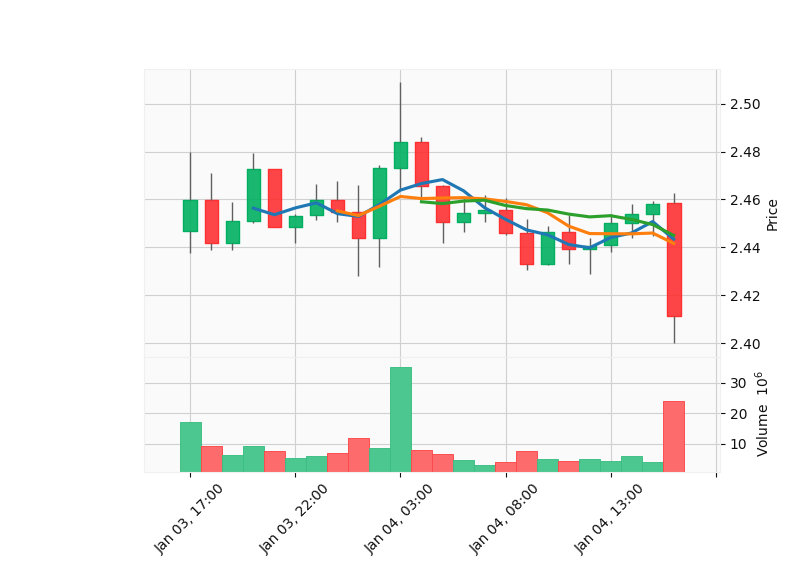 2.50
2.48
2.46
2.44
2.42
2.40
Price
30
20
10
Volume 10^6
Jan 03, 17:00
Jan 03, 22:00
Jan 04, 03:00
Jan 04, 08:00
Jan 04, 13:00